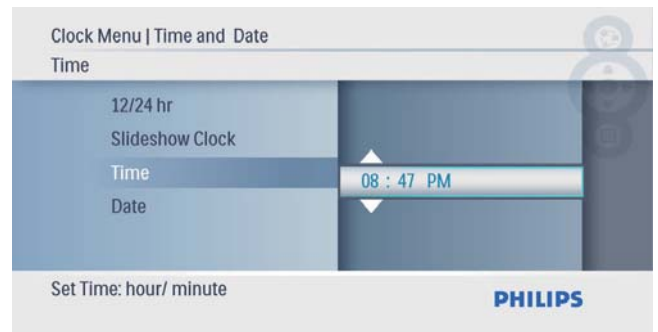 Clock Menu | Time and Date
Time
12/24 hr
Slideshow Clock
Time
08 : 47 PM
Date
Set Time: hour/ minute
PHILIPS